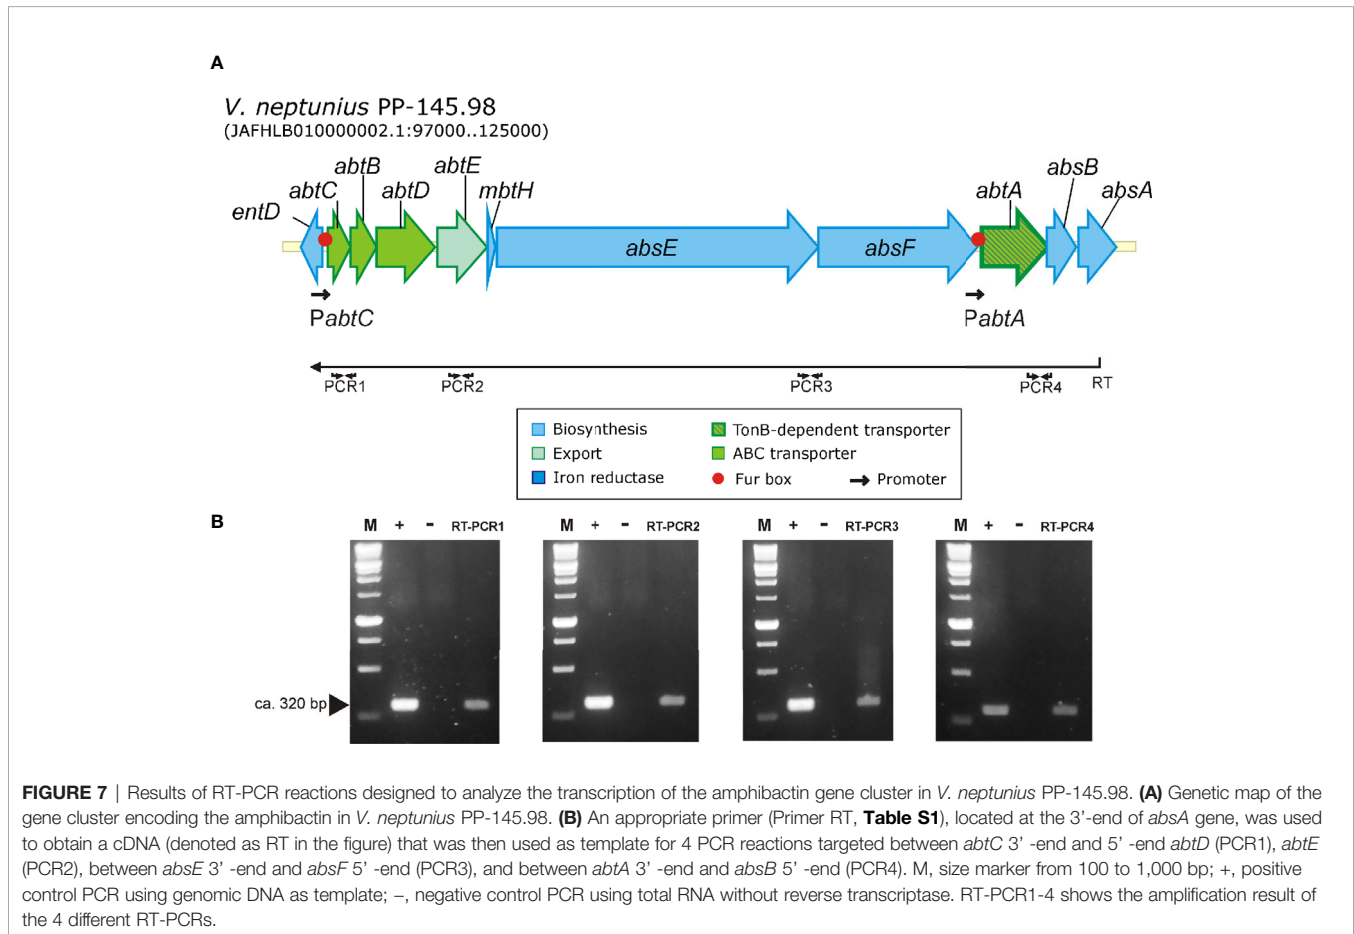 A
V. neptunius PP-145.98
(JAFHLB010000002.1:97000..125000)
abtB
abtE
absB
abtC
abtD
mbtH
abtA
absA
entD
absE
absF
PabtC
PabtA
PCR1
PCR2
PCR3
PCR4
RT
Biosynthesis
TonB-dependent transporter
Export
ABC transporter
Iron reductase
Fur box
Promoter
B
M + - RT-PCR1
M + - RT-PCR2
M + - RT-PCR3
M + - RT-PCR4
ca. 320 bp
FIGURE 7 | Results of RT-PCR reactions designed to analyze the transcription of the amphibactin gene cluster in V. neptunius PP-145.98. (A) Genetic map of the
gene cluster encoding the amphibactin in V. neptunius PP-145.98. (B) An appropriate primer (Primer RT, Table S1), located at the 3'-end of absA gene, was used
to obtain a cDNA (denoted as RT in the figure) that was then used as template for 4 PCR reactions targeted between abtC 3' -end and 5' -end abtD (PCR1), abtE
(PCR2), between absE 3' -end and absF 5' -end (PCR3), and between abtA 3' -end and absB 5' -end (PCR4). M, size marker from 100 to 1,000 bp; +, positive
control PCR using genomic DNA as template; −, negative control PCR using total RNA without reverse transcriptase. RT-PCR1-4 shows the amplification result of
the 4 different RT-PCRs.